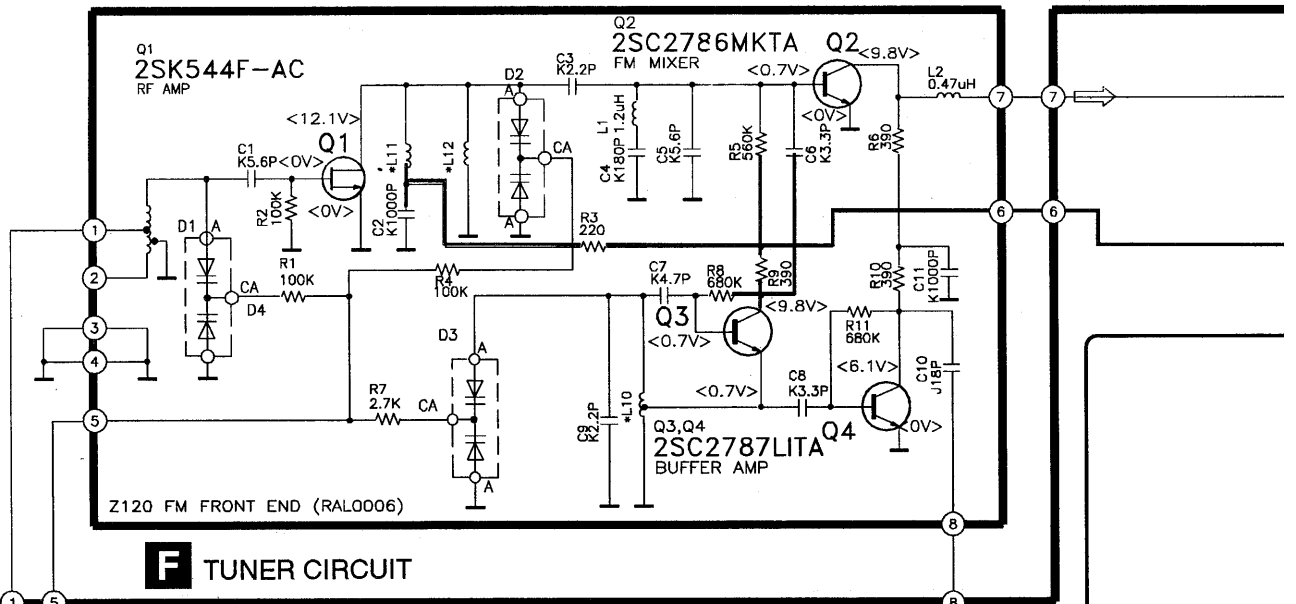 Q1
2SK544F-AC
RF AMP
Q2
2SC2786MKTA
FM MIXER
Q2
<9.8V>
<0.7V>
<0V>
C3
K2.2P
D2
A
CA
A
L2
0.47uH
7
7
<12.1V>
Q1
C1
K5.6P
<0V>
<0V>
R2
100K
*L11
*L12
C2
K1000P
L1
1.2uH
C4
K180P
C5
K5.6P
R5
560K
C6
K3.3P
R6
390
1
2
3
4
5
D1
A
CA
D4
R1
100K
R3
220
R4
100K
6
6
C7
K4.7P
R8
680K
R9
390
<9.8V>
Q3
<0.7V>
<0.7V>
R10
390
C11
K1000P
R11
680K
<6.1V>
C10
J18P
D3
A
CA
A
R7
2.7K
C9
K2.2P
*L10
C8
K3.3P
Q4
<0V>
Q3,Q4
2SC2787LITA
BUFFER AMP
Z120 FM FRONT END (RAL0D06)
8
F TUNER CIRCUIT
1
5
8